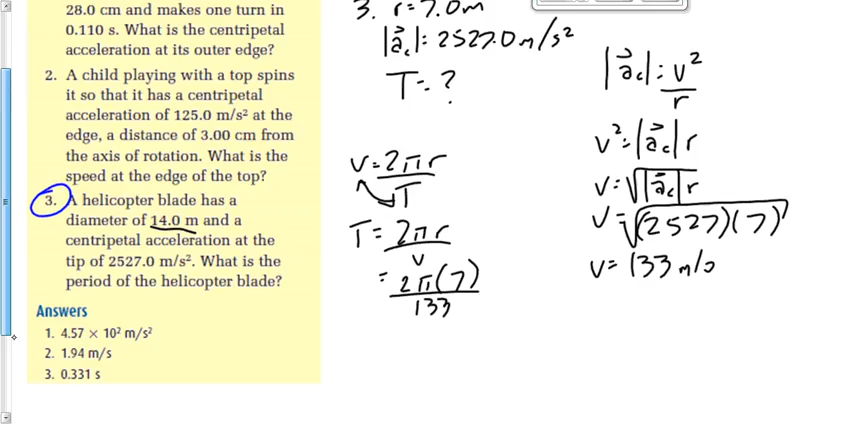 28.0 cm and makes one turn in
0.110 s. What is the centripetal
acceleration at its outer edge?
2. A child playing with a top spins
it so that it has a centripetal
acceleration of 125.0 m/s² at the
edge, a distance of 3.00 cm from
the axis of rotation. What is the
speed at the edge of the top?
3. A helicopter blade has a
diameter of 14.0 m and a
centripetal acceleration at the
tip of 2527.0 m/s². What is the
period of the helicopter blade?
Answers
1. 4.57 × 10² m/s²
2. 1.94 m/s
3. 0.331 s
3. r = 7.0 m
|a⃗c| = 2527.0 m/s²
T = ?
v = 2πr
T
T = 2πr
v
= 2π(7)
133
|a⃗c| = v²
r
v² = |a⃗c| r
v = √|a⃗c| r
v = √(2527)(7)
v = 133 m/s